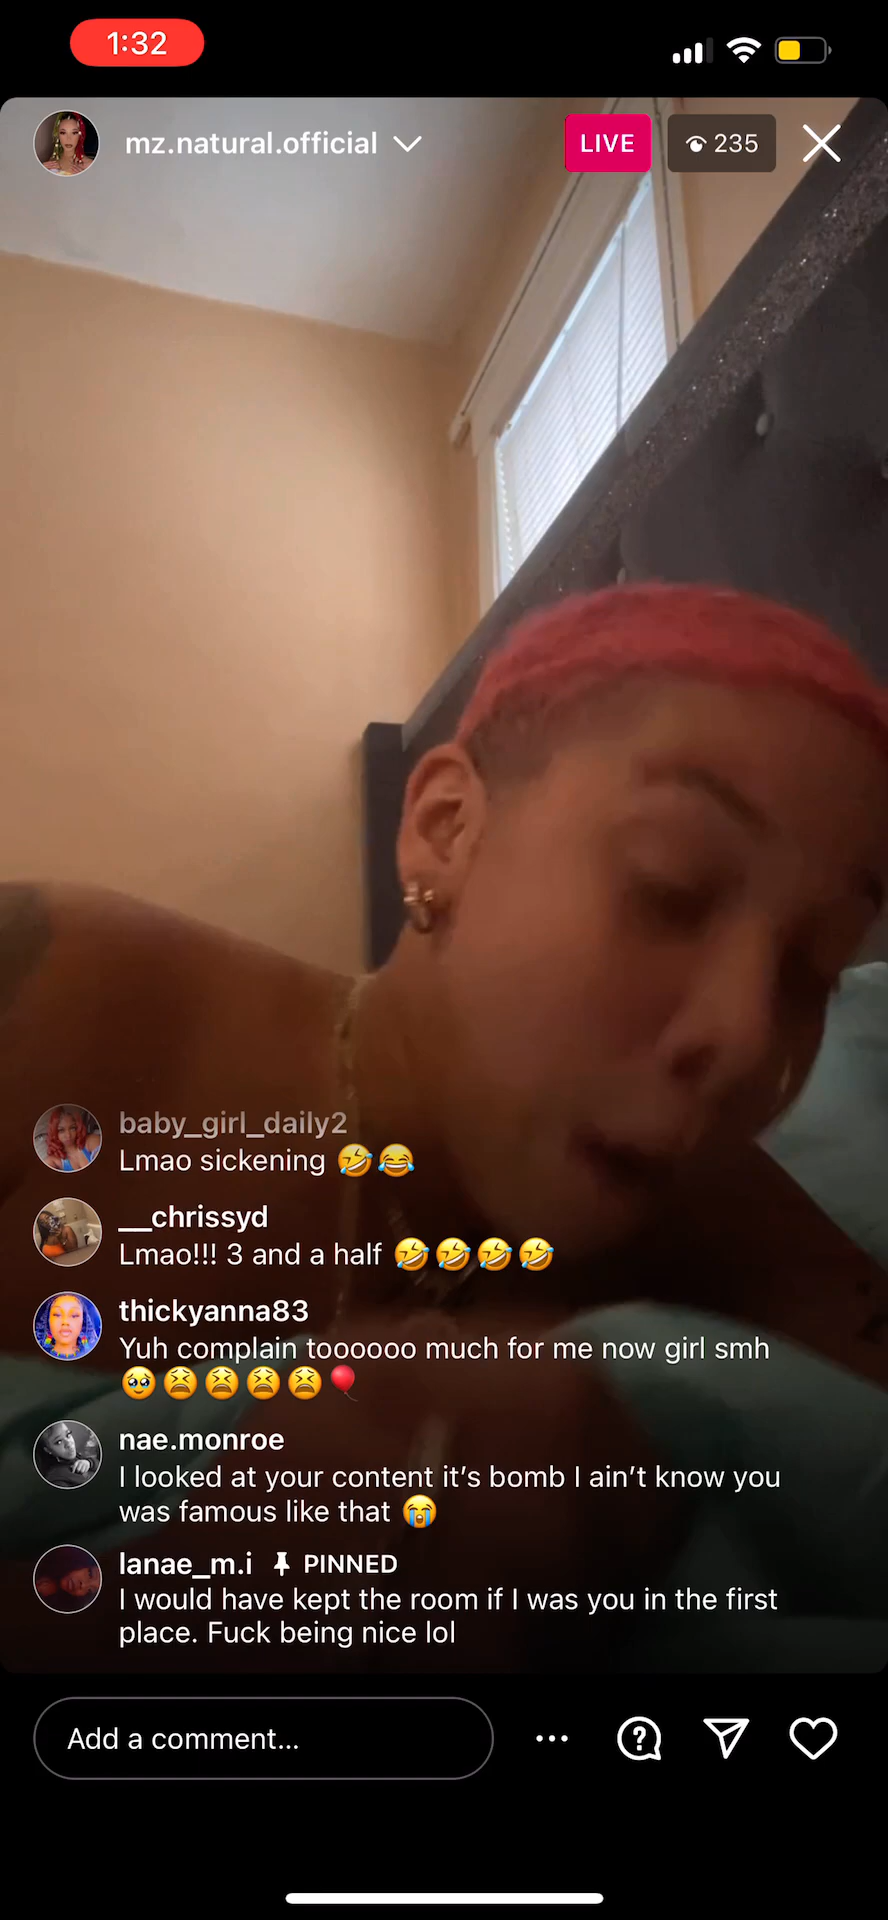 1:32
mz.natural.official
LIVE
235
baby_girl_daily2
Lmao sickening 🤣😂
__chrissyd
Lmao!!! 3 and a half 🤣🤣🤣🤣
thickyanna83
Yuh complain toooooo much for me now girl smh
🥹😫😫😫😫🎈
nae.monroe
I looked at your content it’s bomb I ain’t know you
was famous like that 😭
lanae_m.i PINNED
I would have kept the room if I was you in the first
place. Fuck being nice lol
Add a comment...